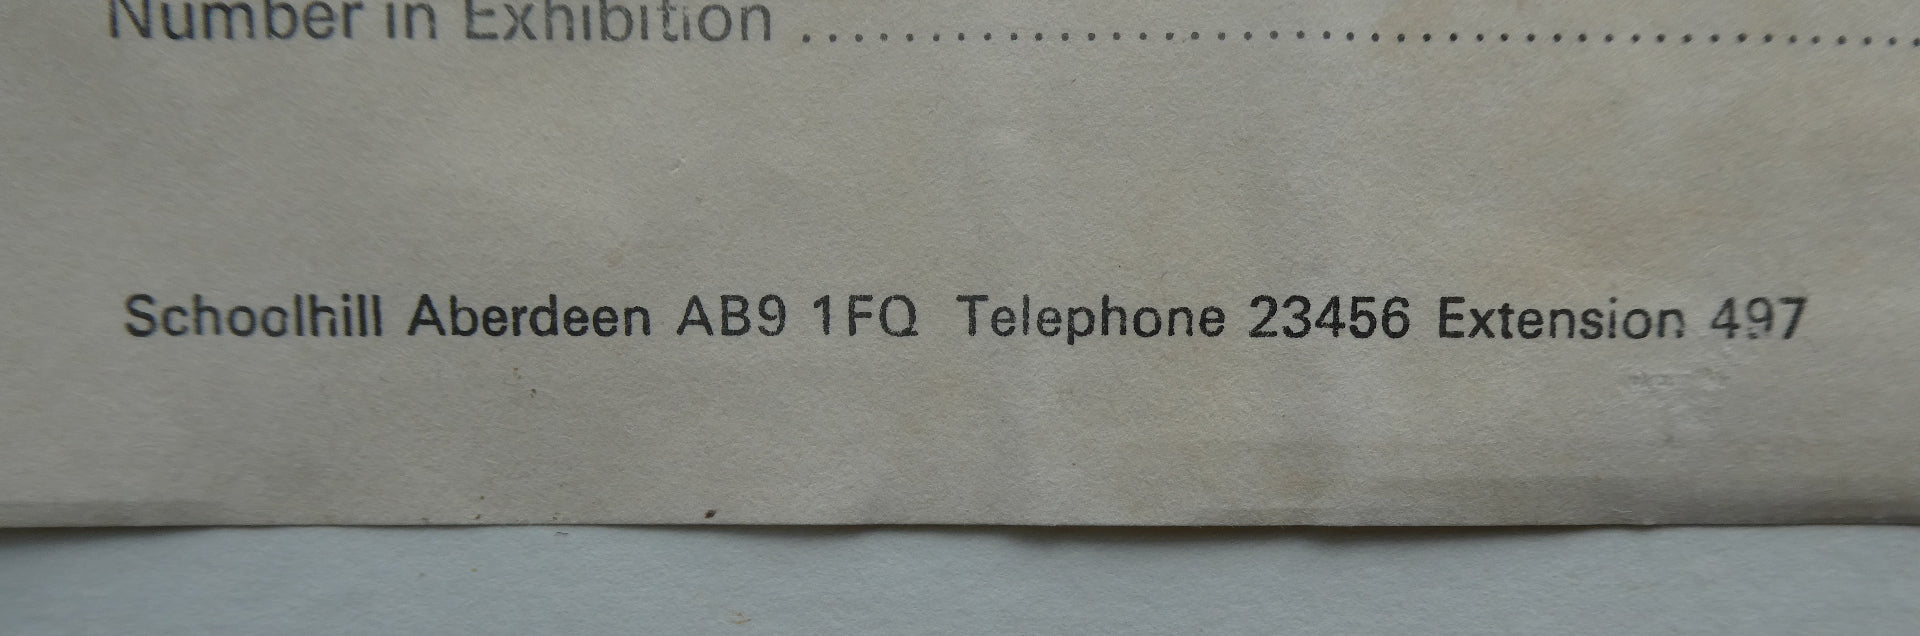 Number in Exhibition ................................................................
Schoolhill Aberdeen AB9 1FQ Telephone 23456 Extension 497